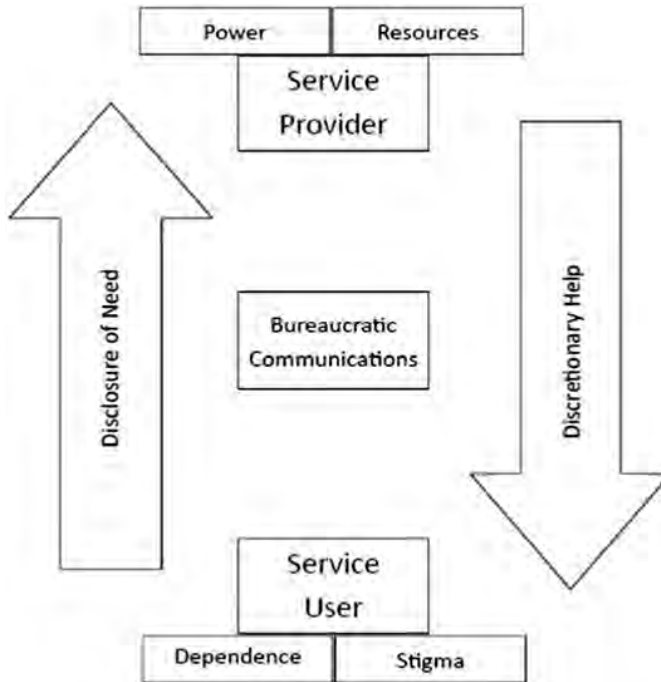 Power
Resources
Service
Provider
Disclosure of Need
Bureaucratic
Communications
Discretionary Help
Service
User
Dependence
Stigma